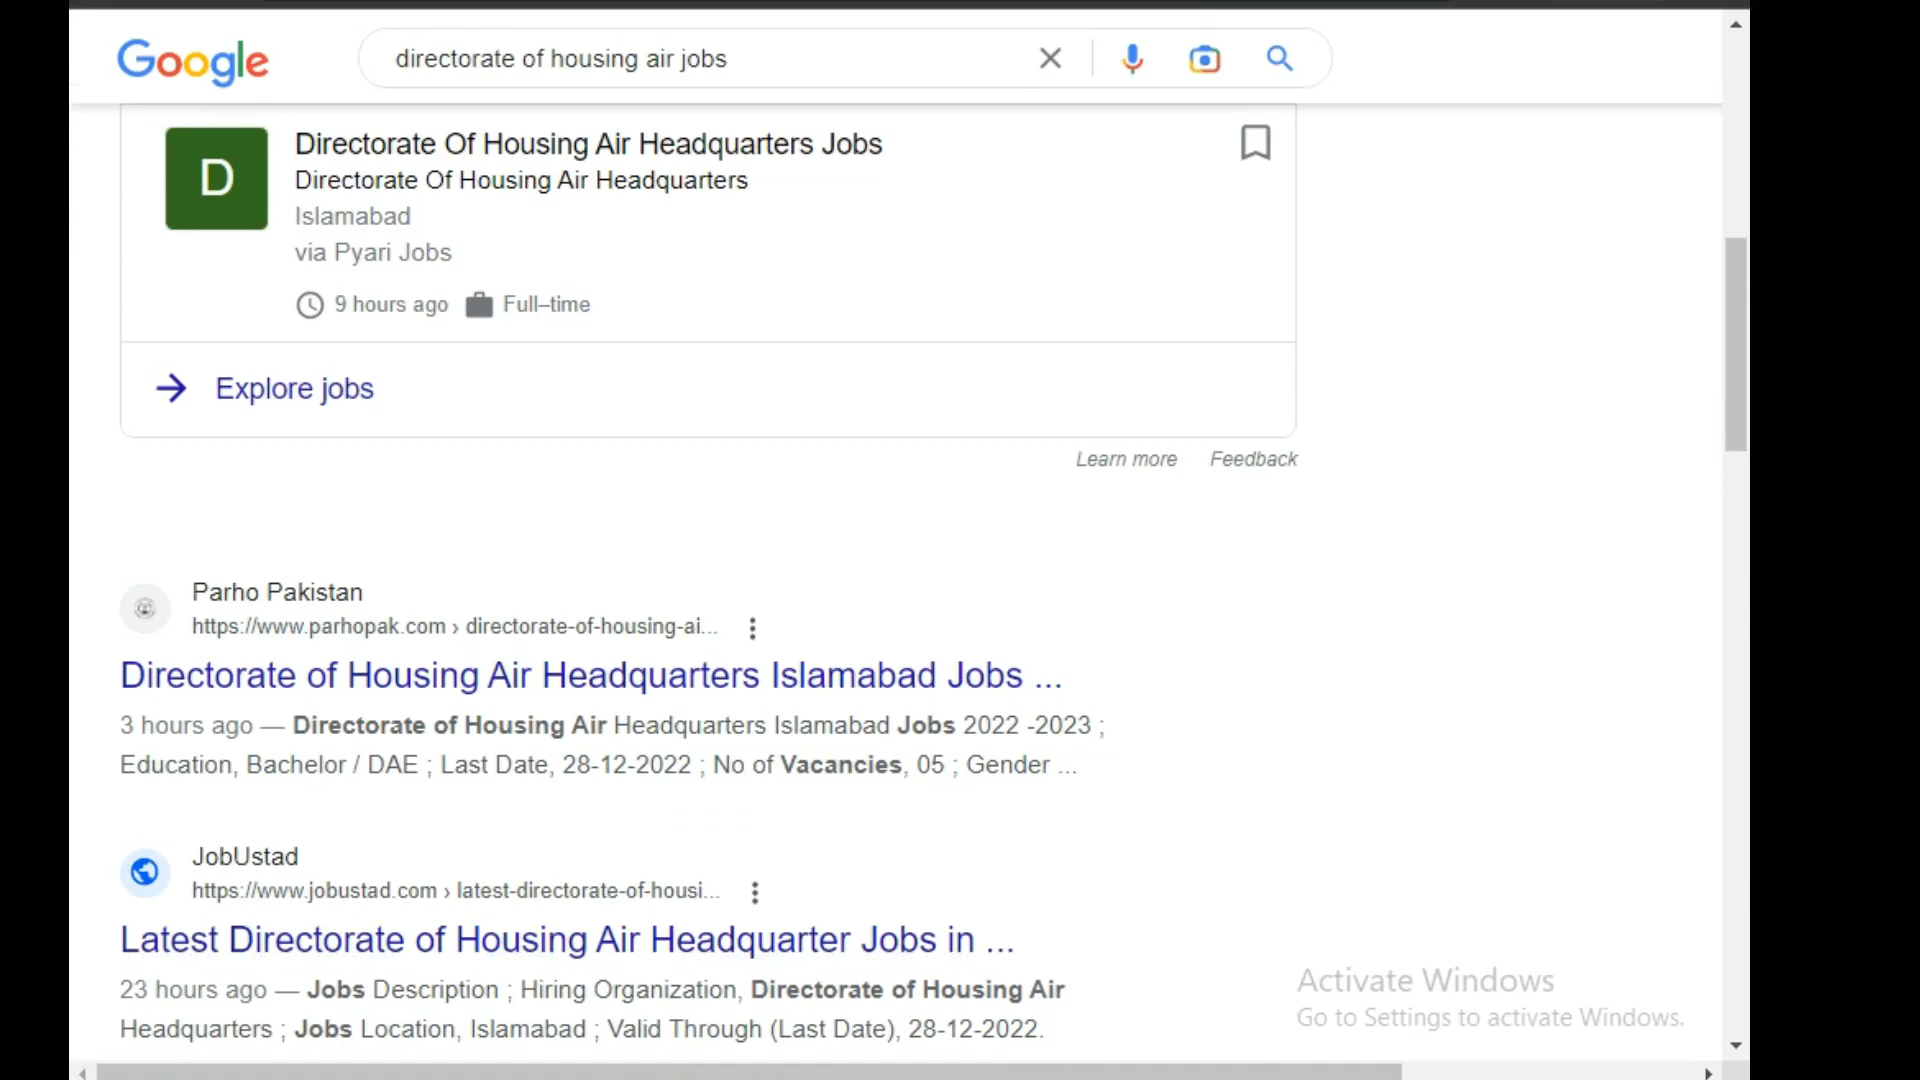 Google
directorate of housing air jobs
D
Directorate Of Housing Air Headquarters Jobs
Directorate Of Housing Air Headquarters
Islamabad
via Pyari Jobs
9 hours ago Full–time
Explore jobs
Learn more Feedback
Parho Pakistan
https://www.parhopak.com › directorate-of-housing-ai...
Directorate of Housing Air Headquarters Islamabad Jobs ...
3 hours ago — Directorate of Housing Air Headquarters Islamabad Jobs 2022 -2023 ;
Education, Bachelor / DAE ; Last Date, 28-12-2022 ; No of Vacancies, 05 ; Gender ...
JobUstad
https://www.jobustad.com › latest-directorate-of-housi...
Latest Directorate of Housing Air Headquarter Jobs in ...
23 hours ago — Jobs Description ; Hiring Organization, Directorate of Housing Air
Headquarters ; Jobs Location, Islamabad ; Valid Through (Last Date), 28-12-2022.
Activate Windows
Go to Settings to activate Windows.